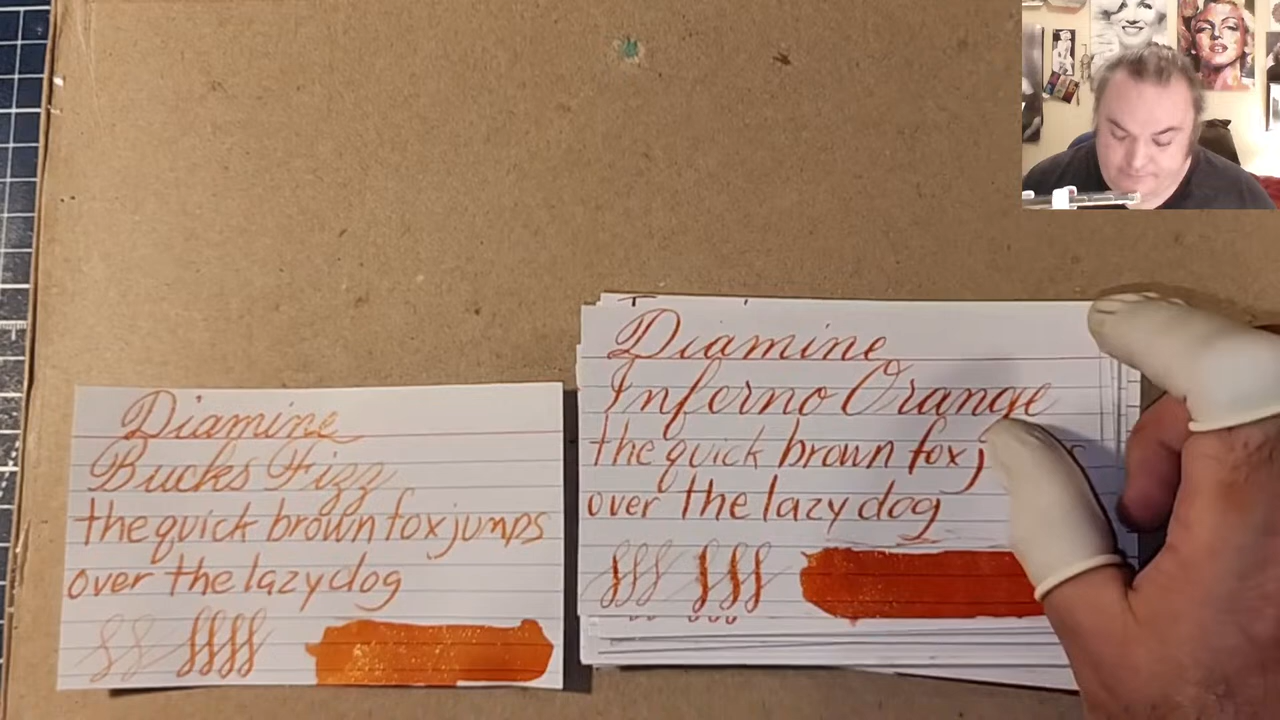 Diamine
Bucks Fizz
the quick brown fox jumps
over the lazy dog
Diamine
Inferno Orange
the quick brown fox j s
over the lazy dog